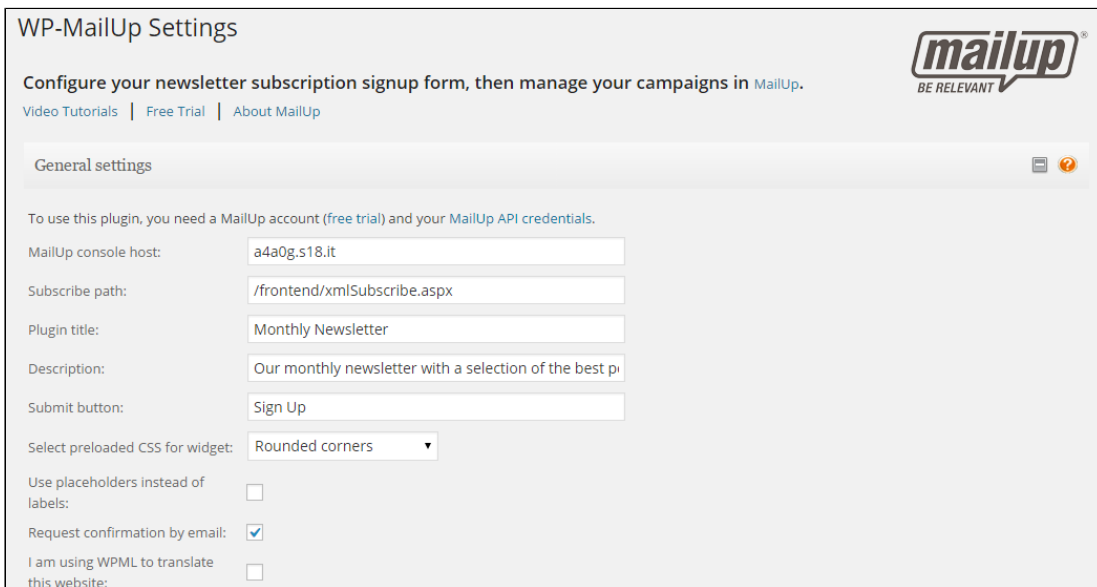 WP-MailUp Settings
mailup®
BE RELEVANT
Configure your newsletter subscription signup form, then manage your campaigns in MailUp.
Video Tutorials | Free Trial | About MailUp
General settings
To use this plugin, you need a MailUp account (free trial) and your MailUp API credentials.
MailUp console host: a4a0g.s18.it
Subscribe path: /frontend/xmlSubscribe.aspx
Plugin title: Monthly Newsletter
Description: Our monthly newsletter with a selection of the best
Submit button: Sign Up
Select preloaded CSS for widget: Rounded corners
Use placeholders instead of
labels:
Request confirmation by email:
I am using WPML to translate
this website: